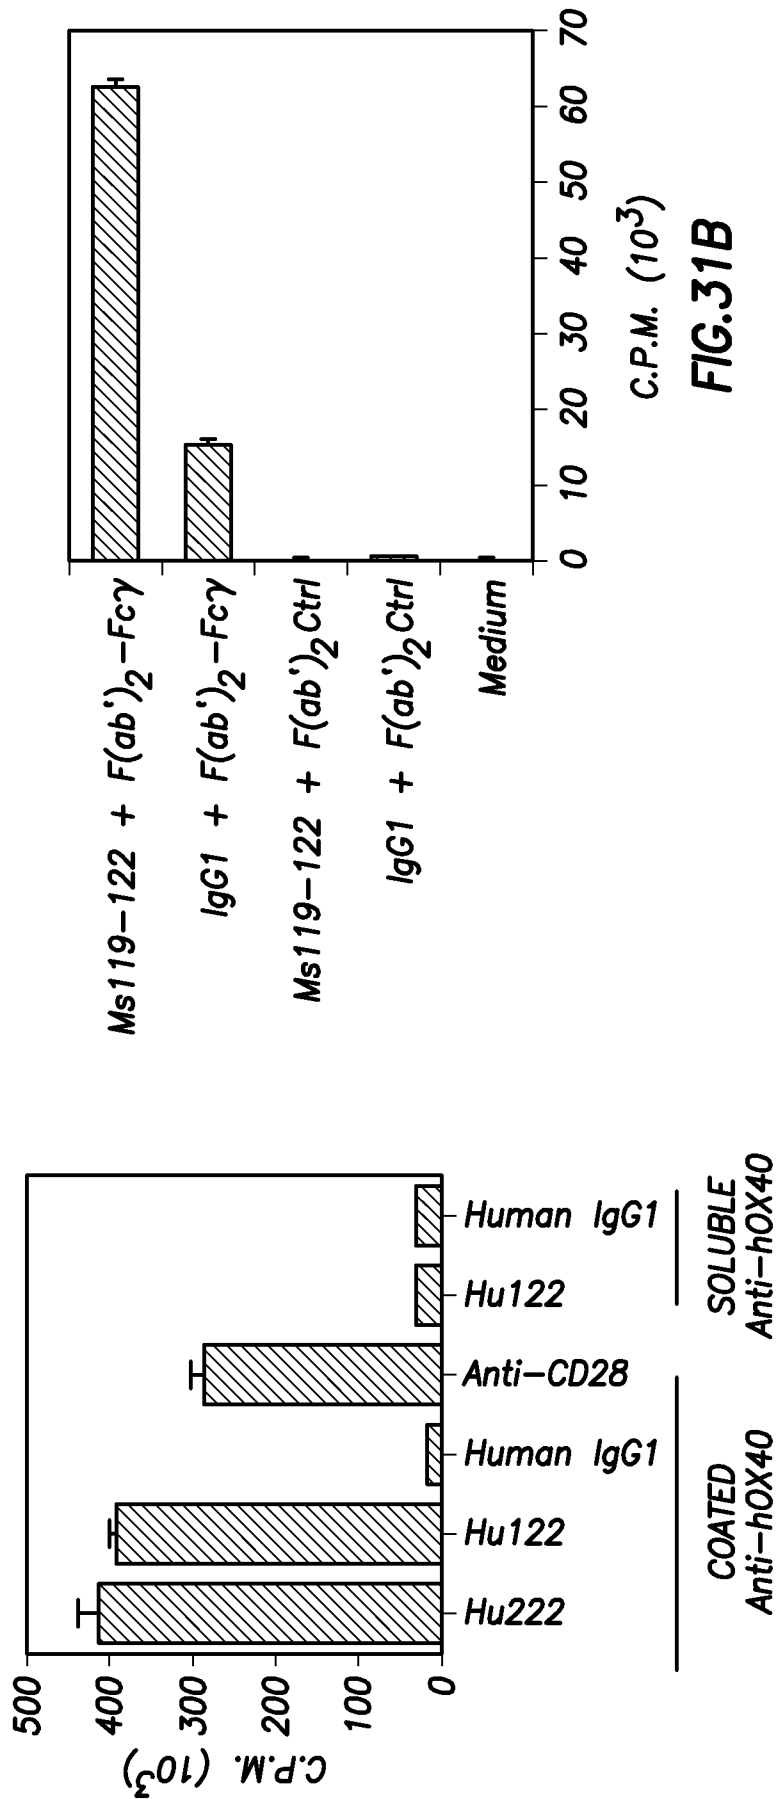 C.P.M. (10³)
500
400
300
200
100
0
Hu222
Hu122
Human IgG1
Anti-CD28
Hu122
Human IgG1
COATED
Anti-hOX40
SOLUBLE
Anti-hOX40
Ms119-122 + F(ab')₂-Fcγ
IgG1 + F(ab')₂-Fcγ
Ms119-122 + F(ab')₂Ctrl
IgG1 + F(ab')₂Ctrl
Medium
0 10 20 30 40 50 60 70
C.P.M. (10³)
FIG.31B